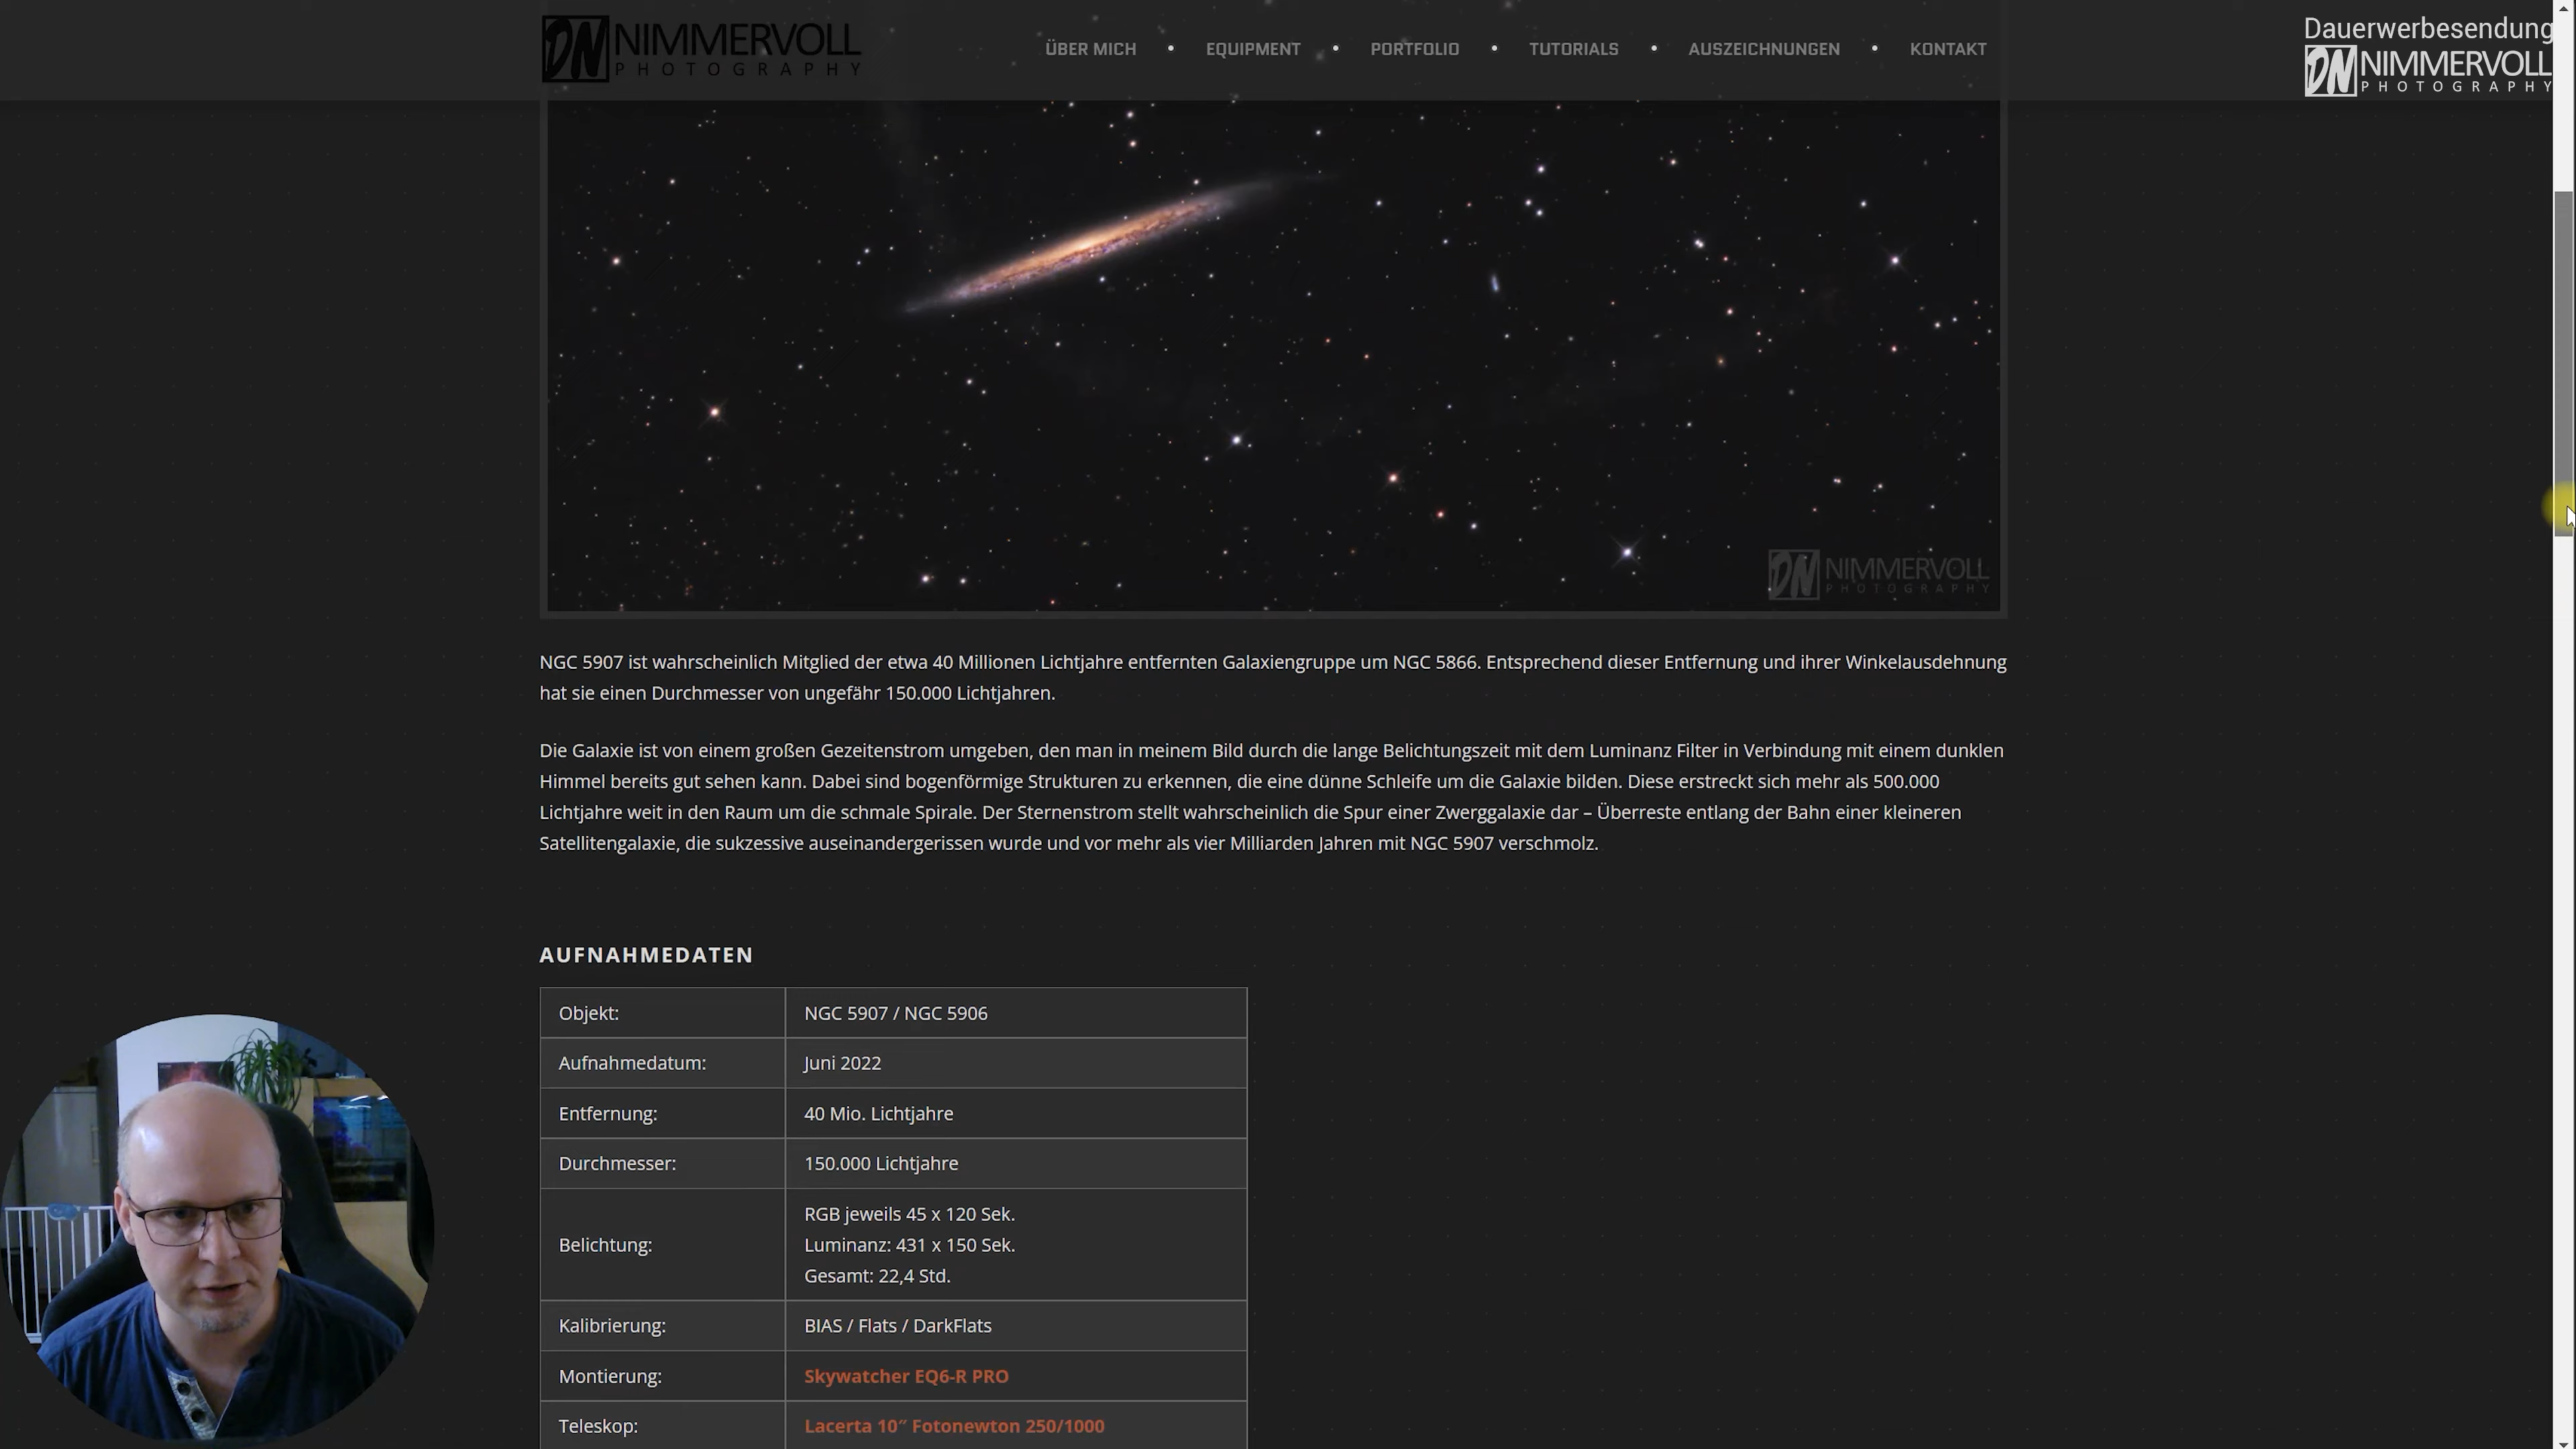 DN NIMMERVOLL
PHOTOGRAPHY
ÜBER MICH • EQUIPMENT • PORTFOLIO • TUTORIALS • AUSZEICHNUNGEN • KONTAKT
Dauerwerbesendung
DN NIMMERVOLL
PHOTOGRAPHY
DN NIMMERVOLL
PHOTOGRAPHY
NGC 5907 ist wahrscheinlich Mitglied der etwa 40 Millionen Lichtjahre entfernten Galaxiengruppe um NGC 5866. Entsprechend dieser Entfernung und ihrer Winkelausdehnung
hat sie einen Durchmesser von ungefähr 150.000 Lichtjahren.
Die Galaxie ist von einem großen Gezeitenstrom umgeben, den man in meinem Bild durch die lange Belichtungszeit mit dem Luminanz Filter in Verbindung mit einem dunklen
Himmel bereits gut sehen kann. Dabei sind bogenförmige Strukturen zu erkennen, die eine dünne Schleife um die Galaxie bilden. Diese erstreckt sich mehr als 500.000
Lichtjahre weit in den Raum um die schmale Spirale. Der Sternenstrom stellt wahrscheinlich die Spur einer Zwerggalaxie dar – Überreste entlang der Bahn einer kleineren
Satellitengalaxie, die sukzessive auseinandergerissen wurde und vor mehr als vier Milliarden Jahren mit NGC 5907 verschmolz.
AUFNAHMEDATEN
Objekt: NGC 5907 / NGC 5906
Aufnahmedatum: Juni 2022
Entfernung: 40 Mio. Lichtjahre
Durchmesser: 150.000 Lichtjahre
Belichtung: RGB jeweils 45 x 120 Sek.
Luminanz: 431 x 150 Sek.
Gesamt: 22,4 Std.
Kalibrierung: BIAS / Flats / DarkFlats
Montierung: Skywatcher EQ6-R PRO
Teleskop: Lacerta 10″ Fotonewton 250/1000